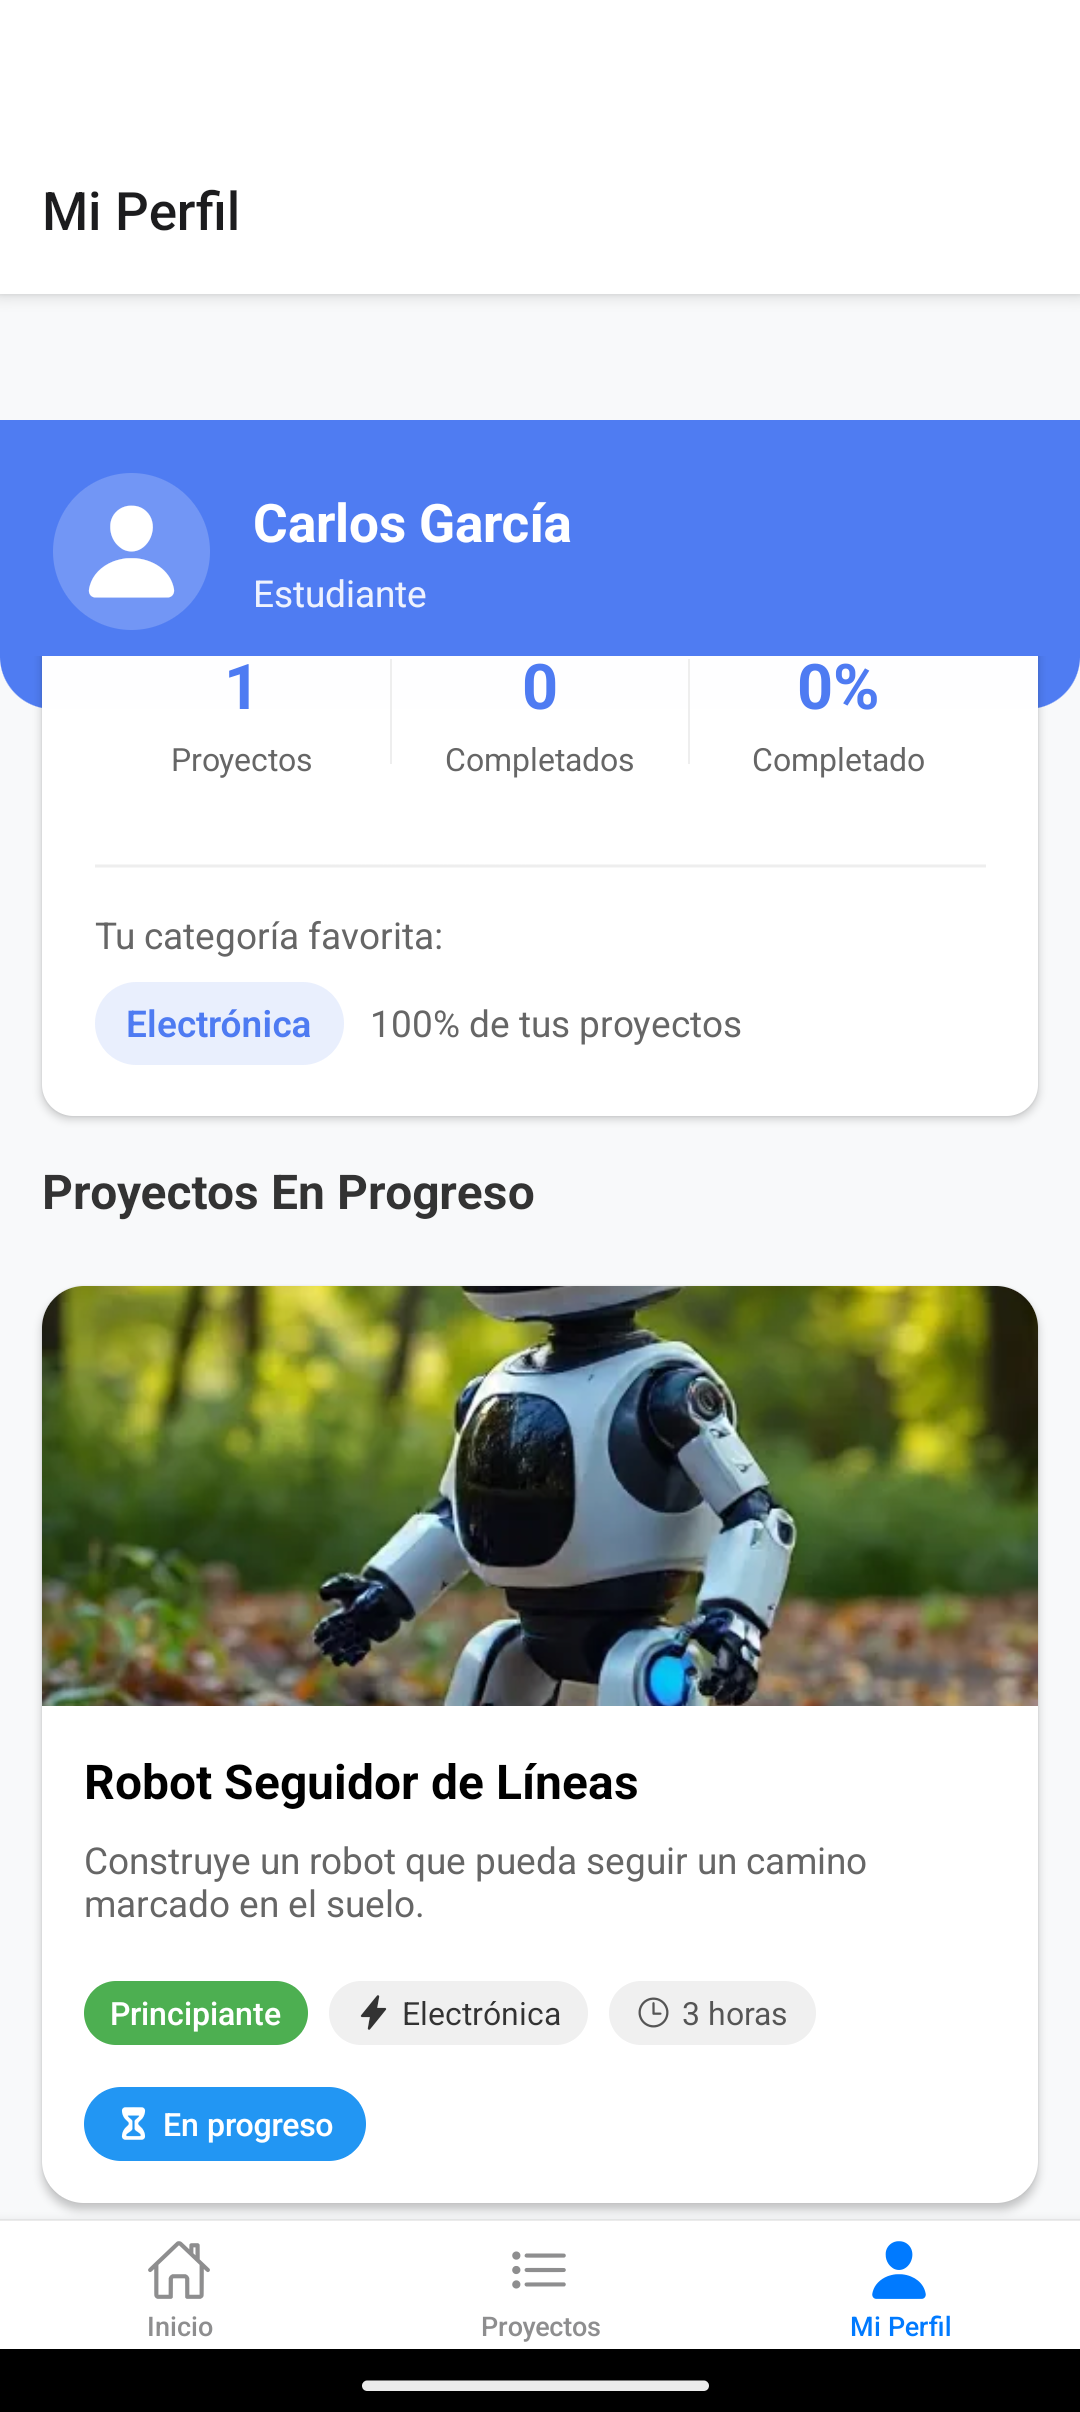 Mi Perfil
Carlos García
Estudiante
1
0
0%
Proyectos
Completados
Completado
Tu categoría favorita:
Electrónica
100% de tus proyectos
Proyectos En Progreso
Robot Seguidor de Líneas
Construye un robot que pueda seguir un camino
marcado en el suelo.
Principiante
Electrónica
3 horas
En progreso
Inicio
Proyectos
Mi Perfil